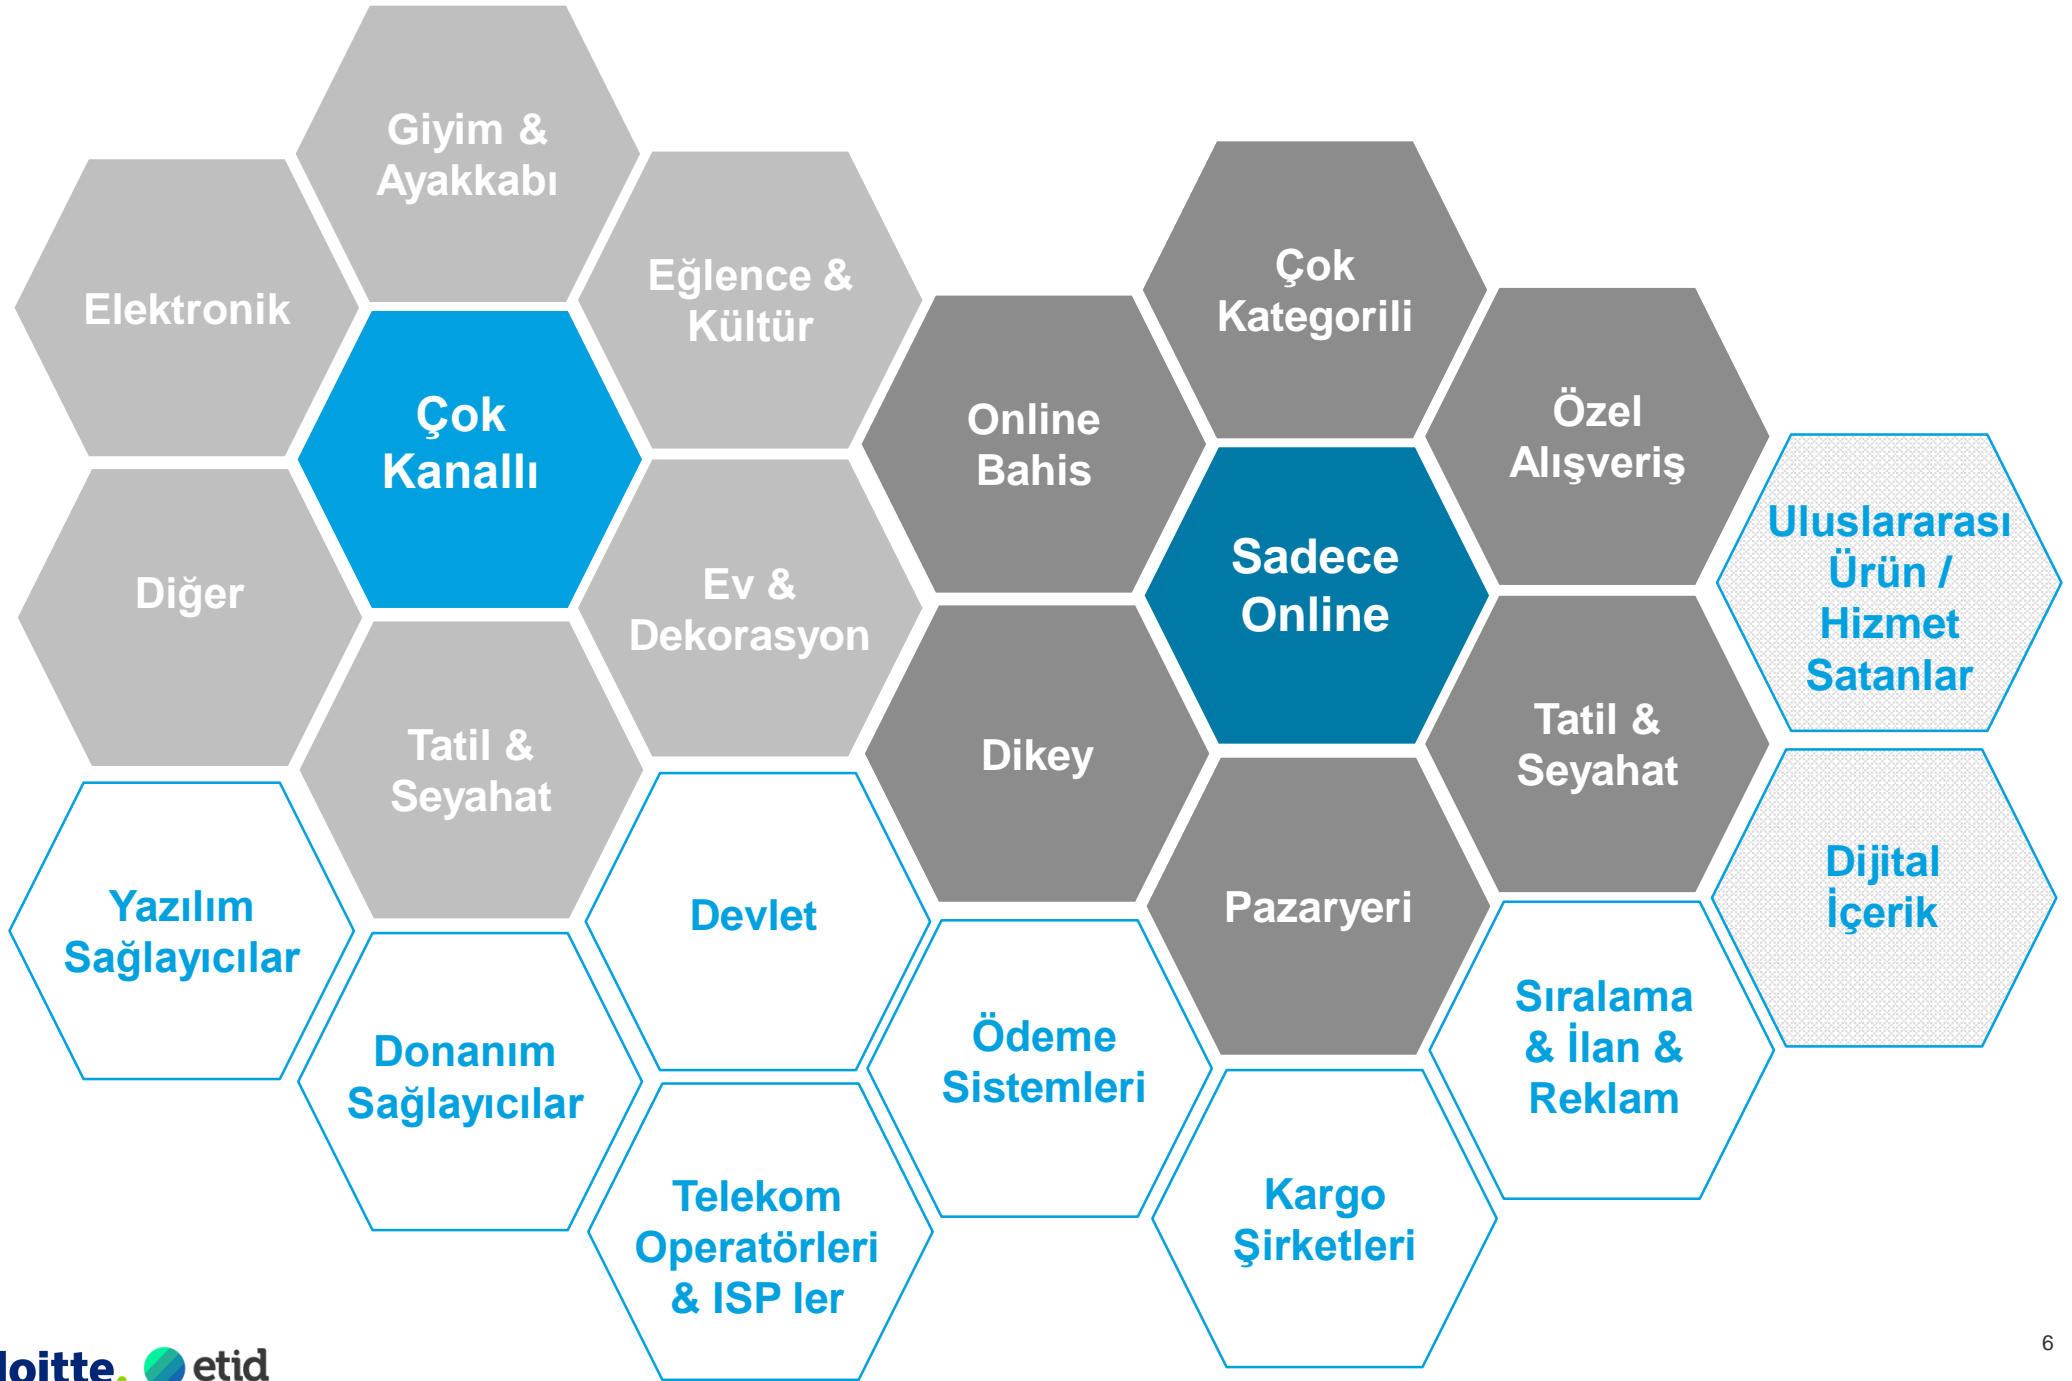 Giyim &
Ayakkabı
Elektronik
Eğlence &
Kültür
Çok
Kanallı
Diğer
Ev &
Dekorasyon
Tatil &
Seyahat
Çok
Kategorili
Online
Bahis
Özel
Alışveriş
Sadece
Online
Dikey
Tatil &
Seyahat
Pazaryeri
Uluslararası
Ürün /
Hizmet
Satanlar
Dijital
İçerik
Yazılım
Sağlayıcılar
Devlet
Donanım
Sağlayıcılar
Ödeme
Sistemleri
Sıralama
& İlan &
Reklam
Telekom
Operatörleri
& ISP ler
Kargo
Şirketleri
loitte.
etid
6